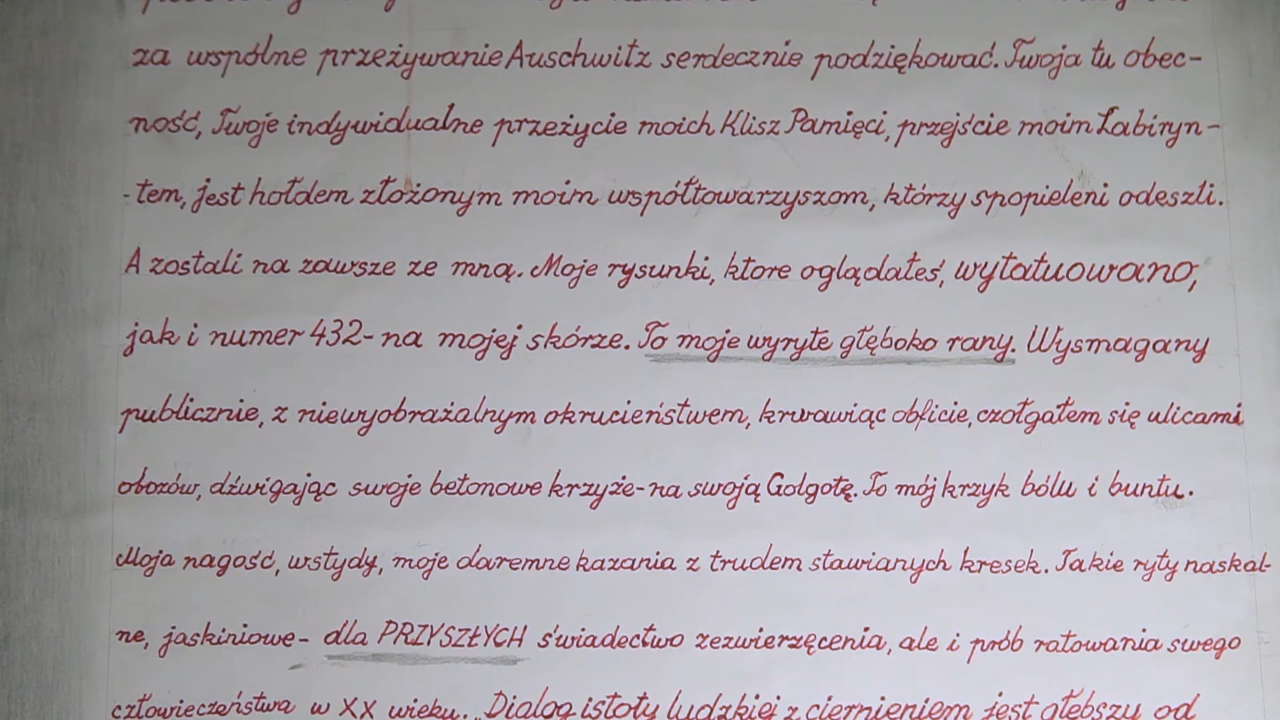 za wspólne przeżywanie Auschwitz serdecznie podziękować. Twoja tu obec-
ność, Twoje indywidualne przeżycie moich Klisz Pamięci, przejście moim Labiryn-
-tem, jest hołdem złożonym moim współtowarzyszom, którzy spopieleni odeszli.
A zostali na zawsze ze mną. Moje rysunki, ktore oglądałeś, wytatuowano,
jak i numer 432- na mojej skórze. To moje wyryte głęboko rany. Wysmagany
publicznie, z niewyobrażalnym okrucieństwem, krwawiąc obficie, czołgałem się ulicami
obozów, dźwigając swoje betonowe krzyże-na swoją Golgotę. To mój krzyk bólu i buntu.
Moja nagość, wstydy, moje daremne kazania z trudem stawianych kresek. Takie ryty naskal-
ne, jaskiniowe- dla PRZYSZŁYCH świadectwo zezwierzęcenia, ale i prób ratowania swego
człowieczeństwa w XX wieku. „Dialog istoty ludzkiej z cierpieniem jest głębszy od